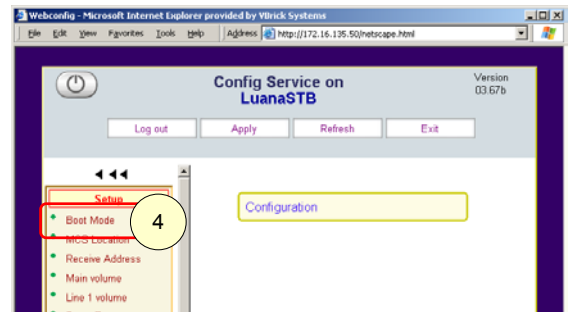 Webconfig - Microsoft Internet Explorer provided by VBrick Systems
File Edit View Favorites Tools Help Address http://172.16.135.50/netscape.html
Config Service on
LuanaSTB
Version
03.67b
Log out Apply Refresh Exit
Setup
Boot Mode
4
MCS Location
Receive Address
Main volume
Line 1 volume
Configuration